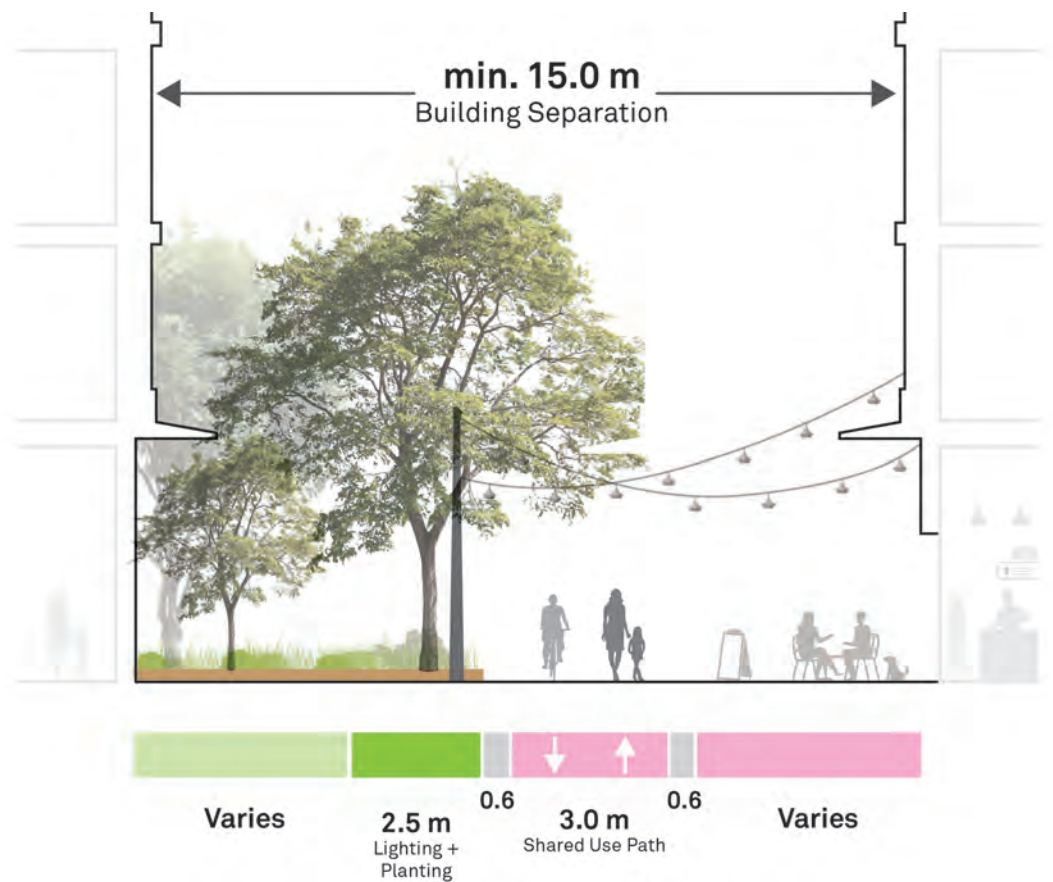 min. 15.0 m
Building Separation
Varies
2.5 m
Lighting +
Planting
0.6
3.0 m
Shared Use Path
0.6
Varies